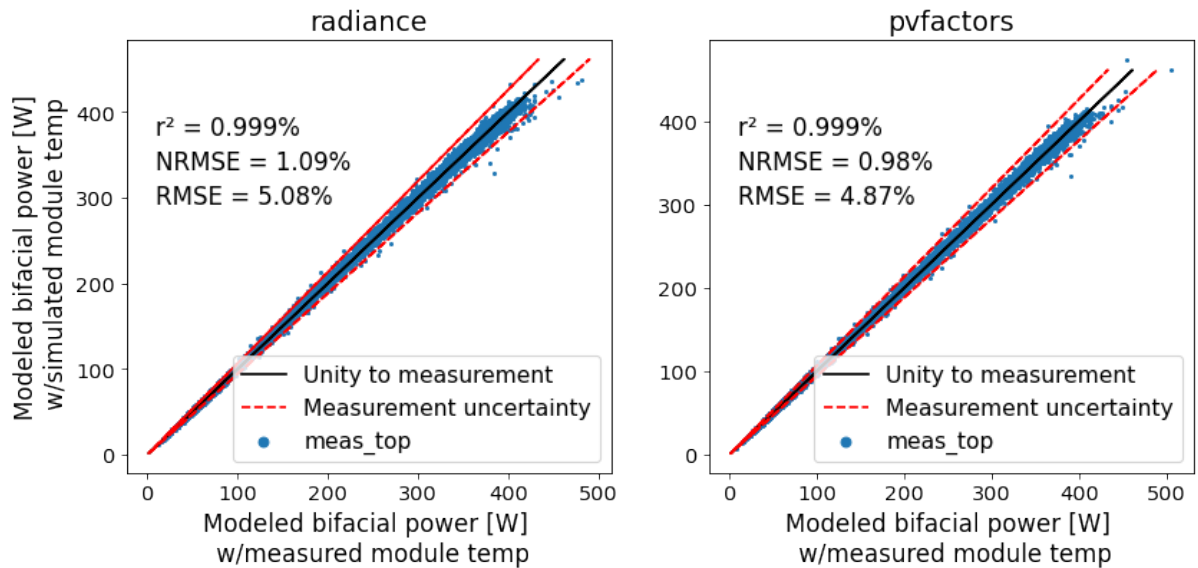 radiance
Modeled bifacial power [W]
w/simulated module temp
400
300
200
100
0
r² = 0.999%
NRMSE = 1.09%
RMSE = 5.08%
Unity to measurement
Measurement uncertainty
meas_top
0 100 200 300 400 500
Modeled bifacial power [W]
w/measured module temp
pvfactors
400
300
200
100
0
r² = 0.999%
NRMSE = 0.98%
RMSE = 4.87%
Unity to measurement
Measurement uncertainty
meas_top
0 100 200 300 400 500
Modeled bifacial power [W]
w/measured module temp